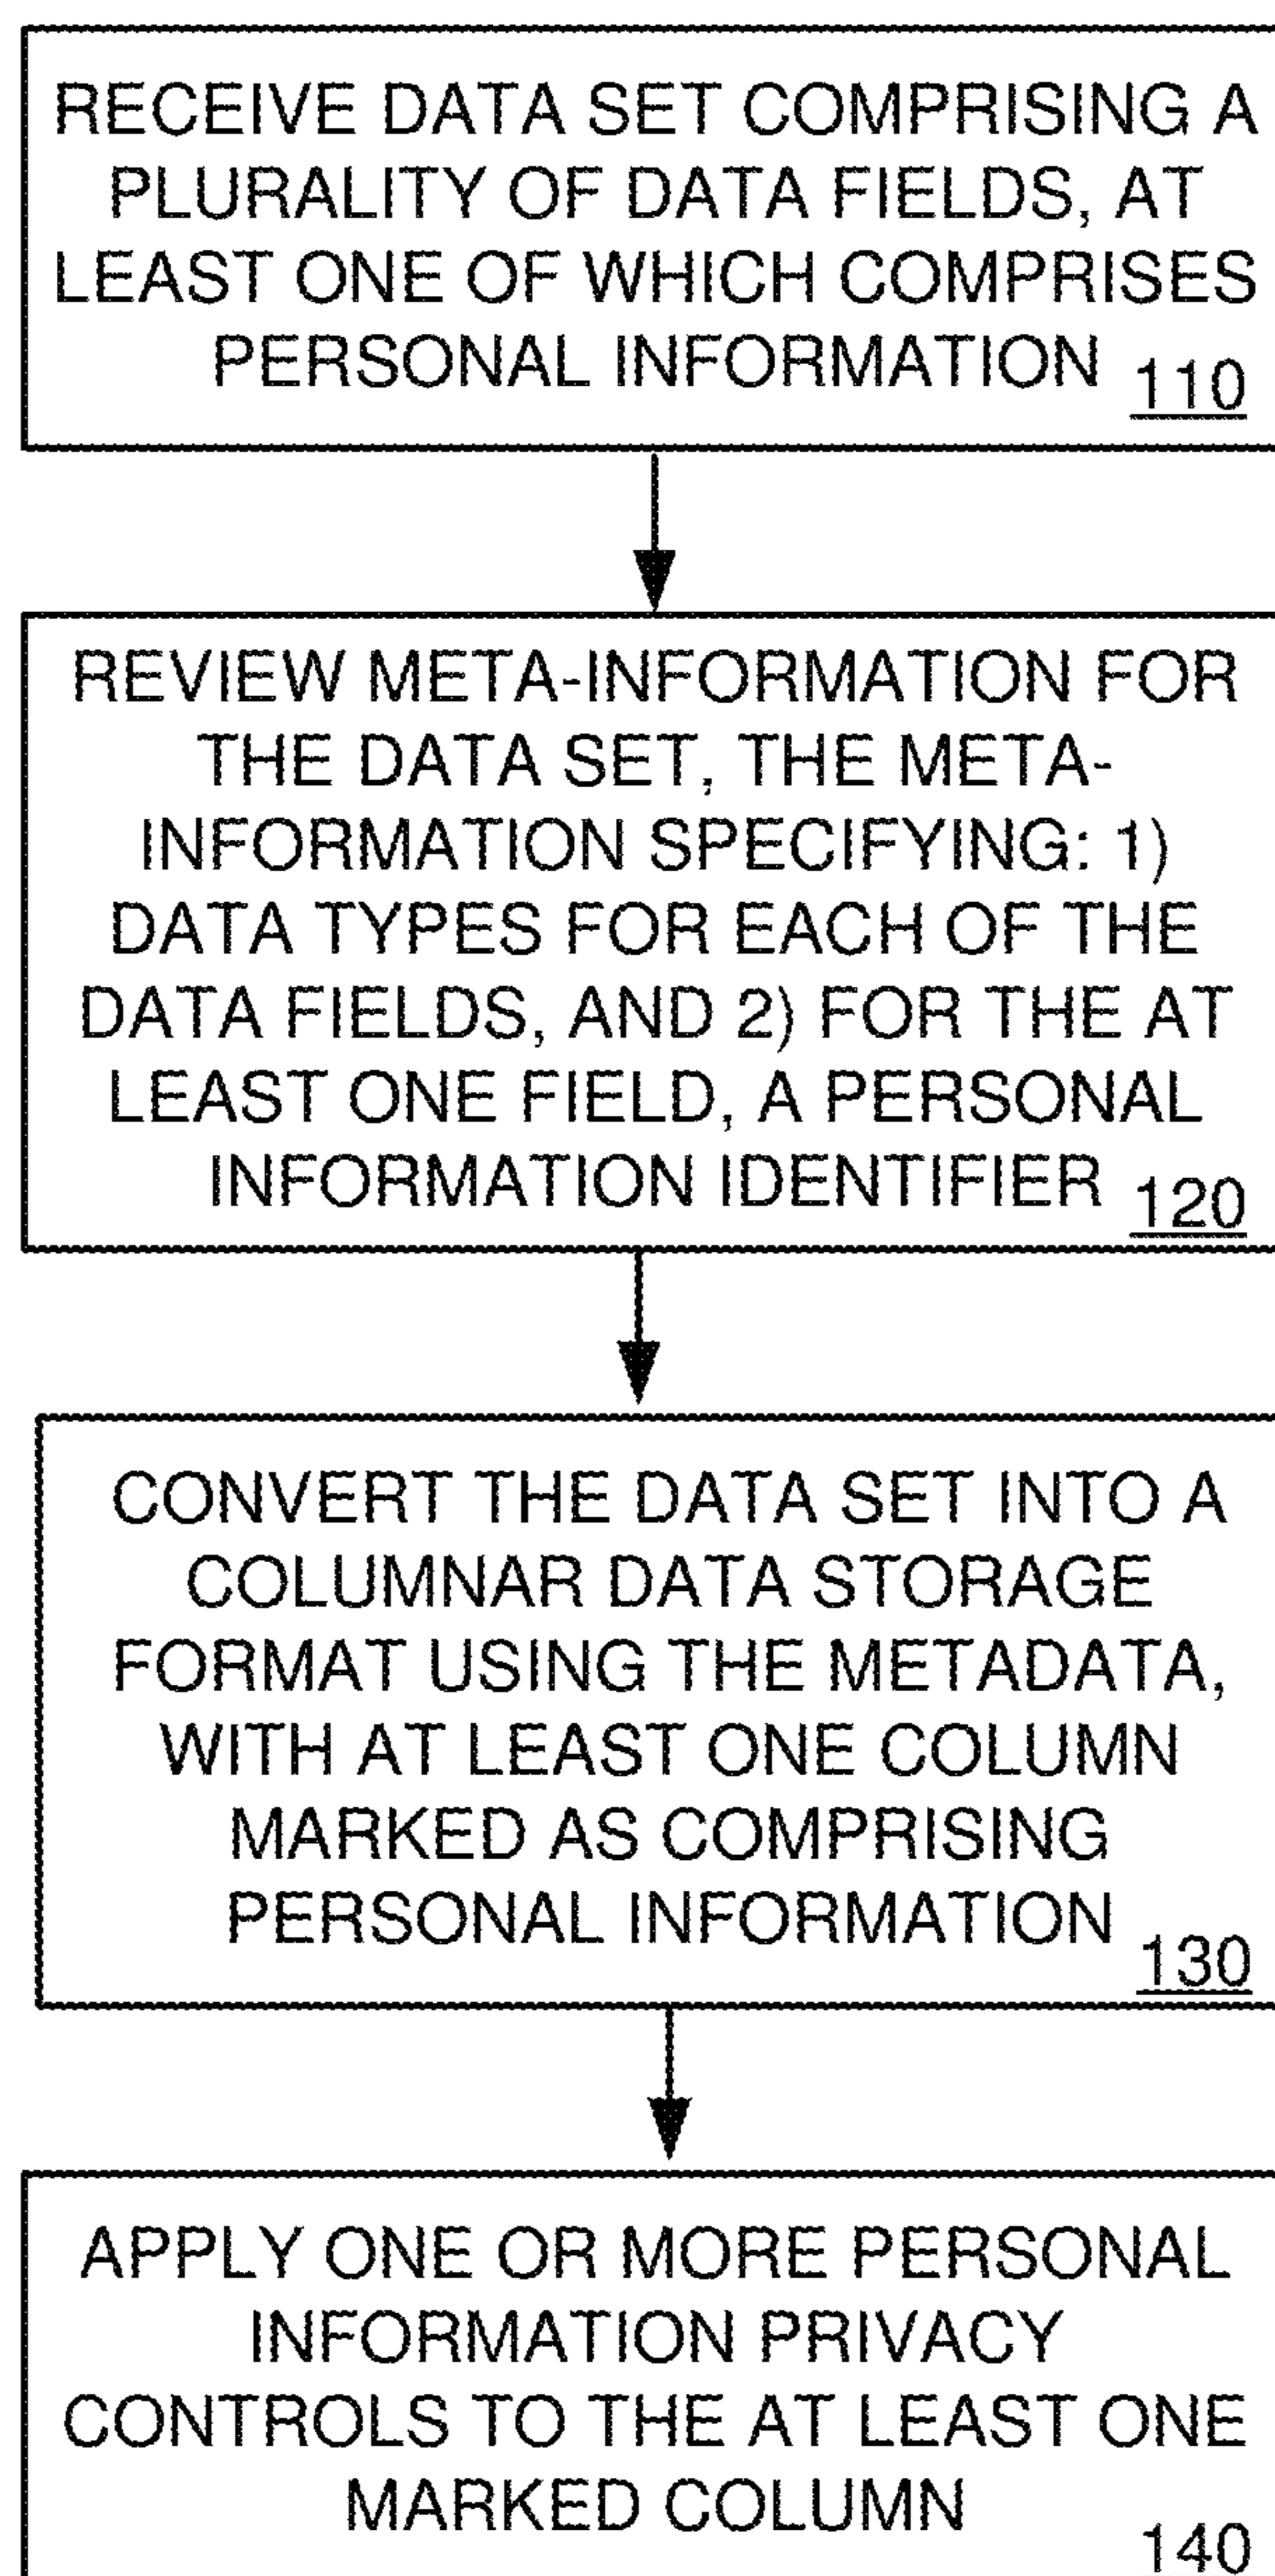 RECEIVE DATA SET COMPRISING A
PLURALITY OF DATA FIELDS, AT
LEAST ONE OF WHICH COMPRISES
PERSONAL INFORMATION 110
REVIEW META-INFORMATION FOR
THE DATA SET, THE META-
INFORMATION SPECIFYING: 1)
DATA TYPES FOR EACH OF THE
DATA FIELDS, AND 2) FOR THE AT
LEAST ONE FIELD, A PERSONAL
INFORMATION IDENTIFIER 120
CONVERT THE DATA SET INTO A
COLUMNAR DATA STORAGE
FORMAT USING THE METADATA,
WITH AT LEAST ONE COLUMN
MARKED AS COMPRISING
PERSONAL INFORMATION 130
APPLY ONE OR MORE PERSONAL
INFORMATION PRIVACY
CONTROLS TO THE AT LEAST ONE
MARKED COLUMN 140